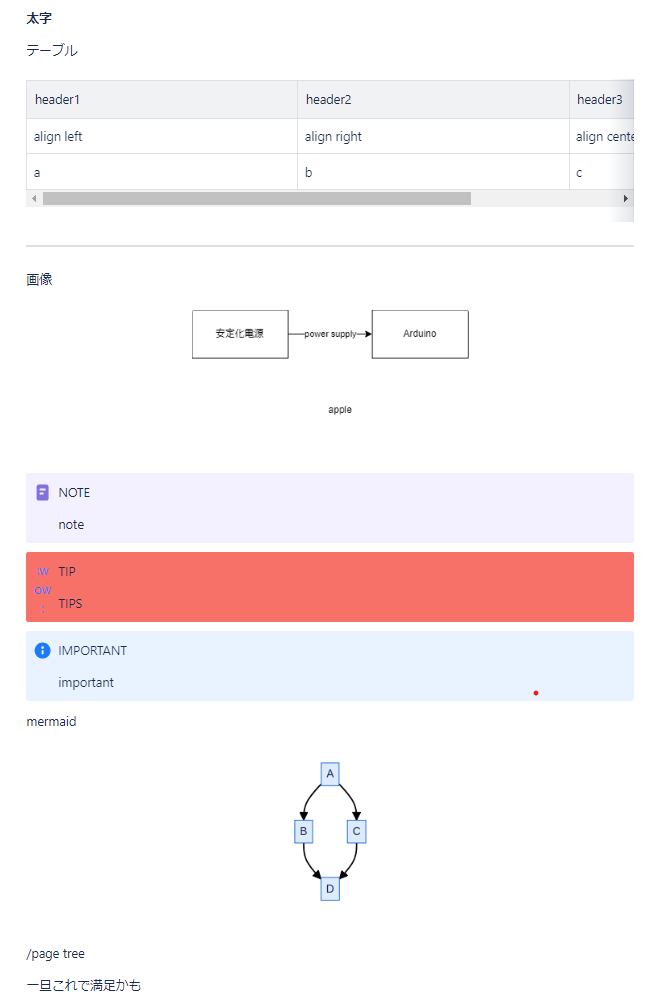 太字
テーブル
header1 header2 header3
align left align right align cente
a b c
画像
安定化電源 power supply Arduino
apple
NOTE
note
:W TIP
OW
: TIPS
IMPORTANT
important
mermaid
A
B C
D
/page tree
一旦これで満足かも